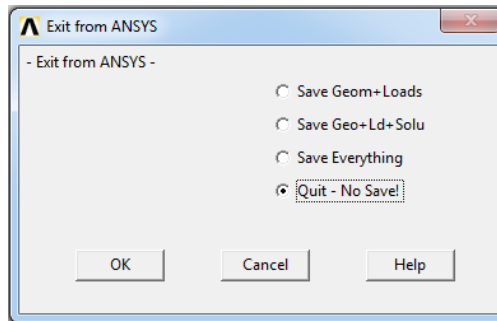 Exit from ANSYS
- Exit from ANSYS -
Save Geom+Loads
Save Geo+Ld+Solu
Save Everything
Quit - No Save!
OK Cancel Help